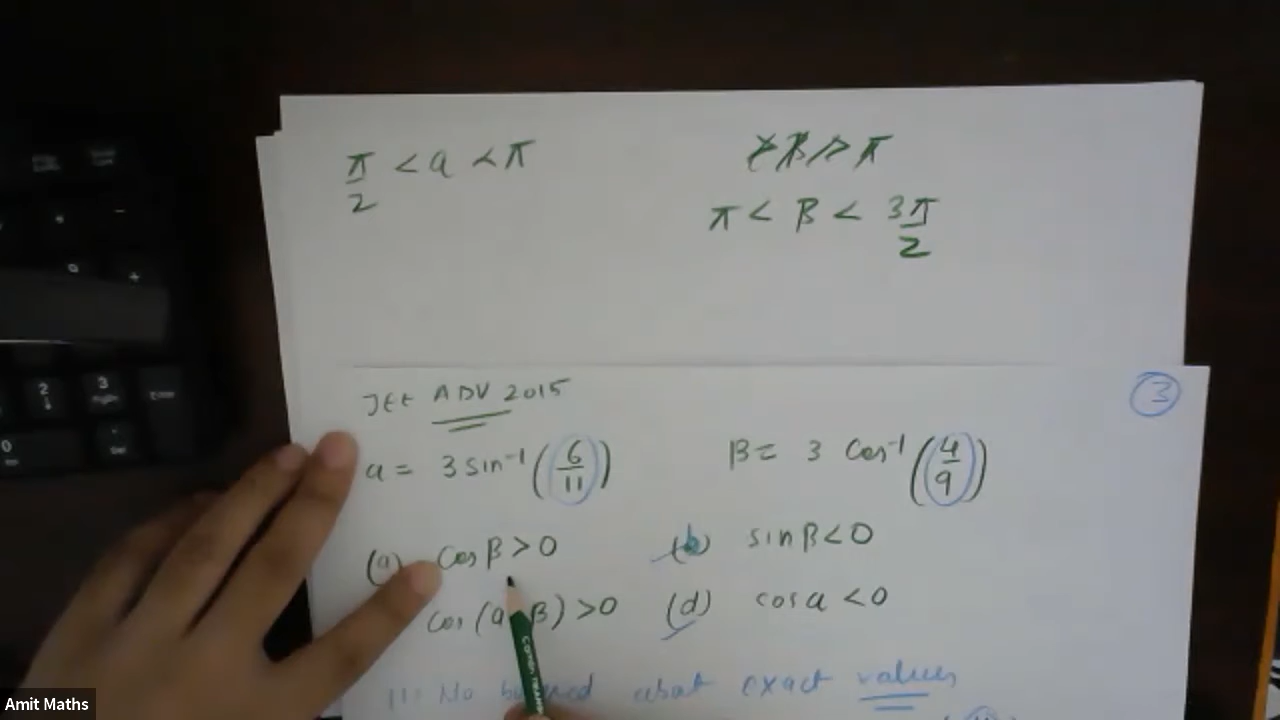 π/2 < α < π
π < β < 3π/2
JEE ADV 2015
3
α = 3 sin⁻¹(6/11) β = 3 cos⁻¹(4/9)
(a) cos β > 0 (b) sin β < 0
cos(α β) > 0 (d) cos α < 0
No what exact values
Amit Maths